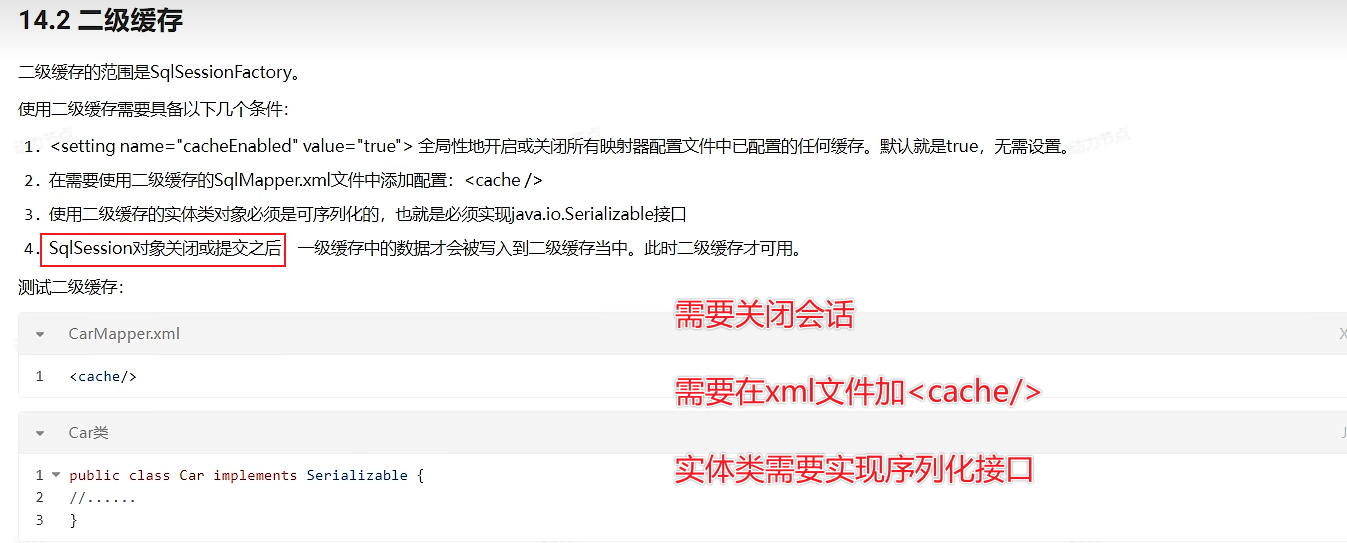 14.2 二级缓存
二级缓存的范围是SqlSessionFactory。
使用二级缓存需要具备以下几个条件：
1. <setting name="cacheEnabled" value="true"> 全局性地开启或关闭所有映射器配置文件中已配置的任何缓存。默认就是true，无需设置。
2. 在需要使用二级缓存的SqlMapper.xml文件中添加配置：<cache />
3. 使用二级缓存的实体类对象必须是可序列化的，也就是必须实现java.io.Serializable接口
4. SqlSession对象关闭或提交之后 一级缓存中的数据才会被写入到二级缓存当中。此时二级缓存才可用。
测试二级缓存：
需要关闭会话
CarMapper.xml
1 <cache/>
需要在xml文件加<cache/>
Car类
1 public class Car implements Serializable {
实体类需要实现序列化接口
2 //......
3 }